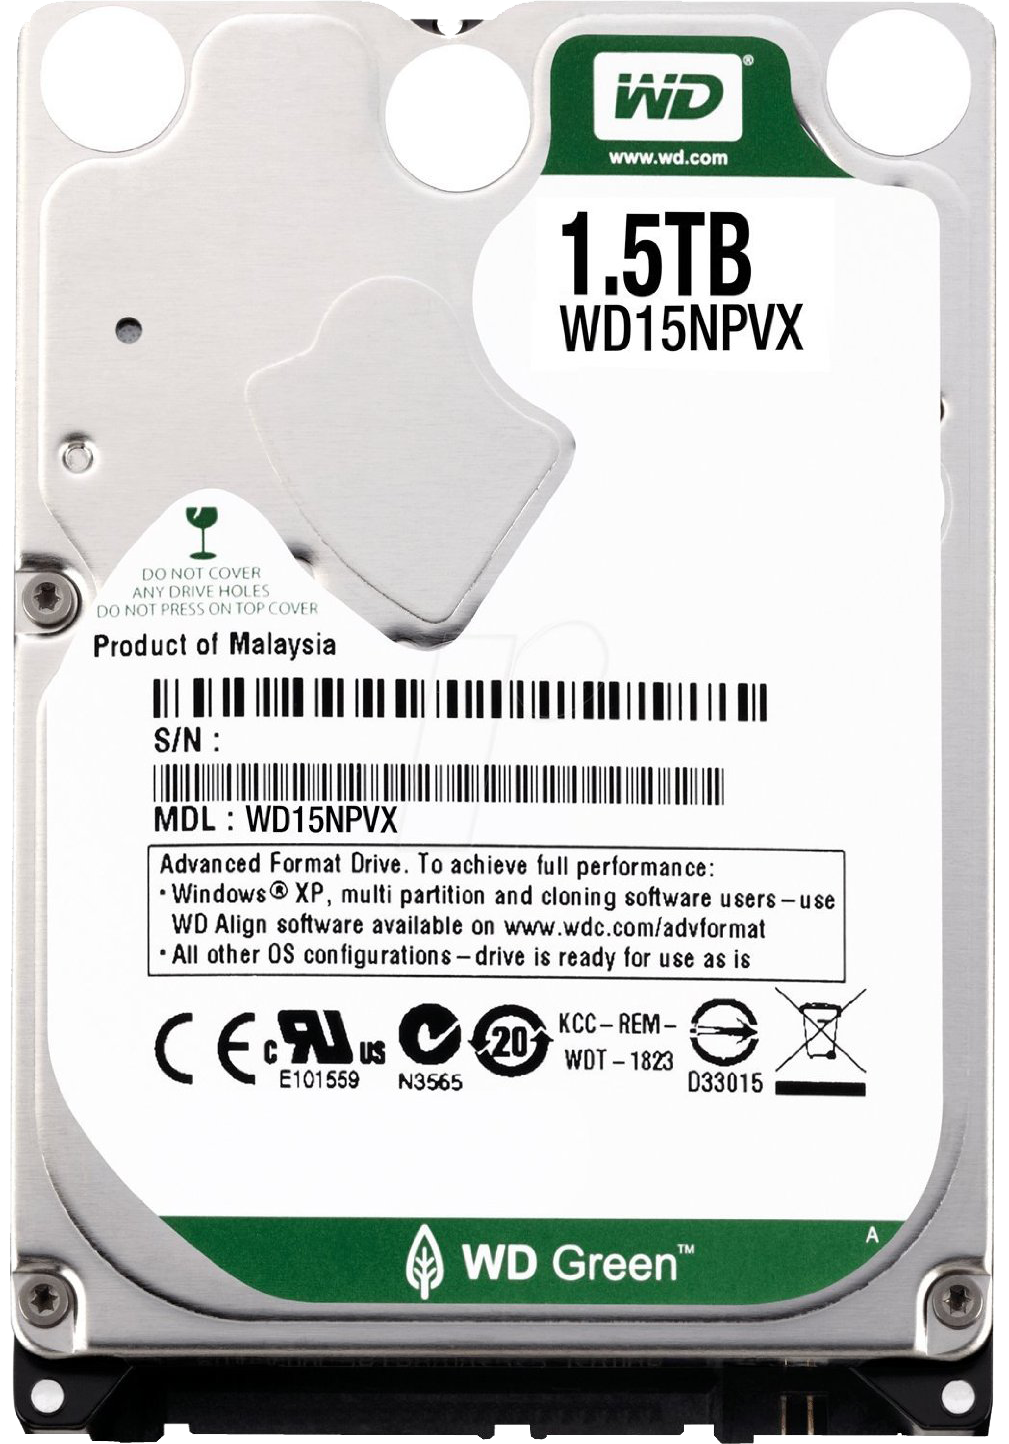 WD®
www.wd.com
1.5TB
WD15NPVX
DO NOT COVER
ANY DRIVE HOLES
DO NOT PRESS ON TOP COVER
Product of Malaysia
S/N :
MDL : WD15NPVX
Advanced Format Drive. To achieve full performance:
· Windows® XP, multi partition and cloning software users – use
WD Align software available on www.wdc.com/advformat
· All other OS configurations – drive is ready for use as is
CE
c RU us
E101559
N3565
20
KCC – REM –
WDT – 1823
D33015
A
WD Green™